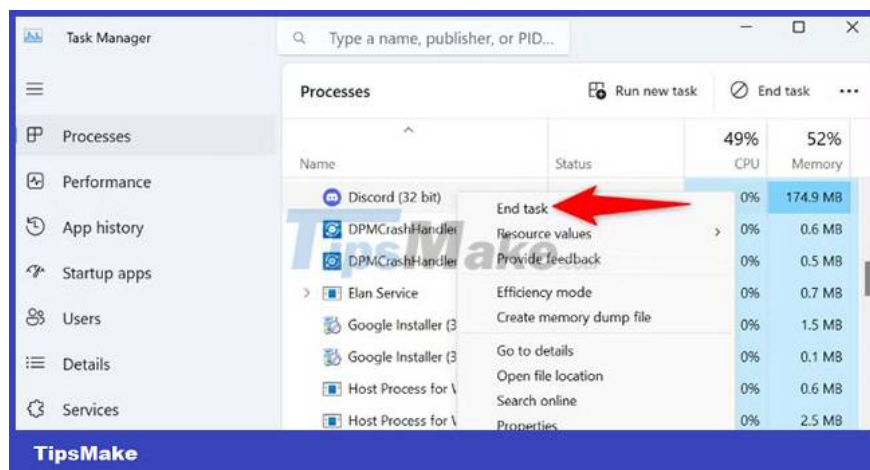 Task Manager
Type a name, publisher, or PID...
Processes
Run new task
End task
Processes
Performance
App history
Startup apps
Users
Details
Services
49% 52%
Name Status CPU Memory
Discord (32 bit) 0% 174.9 MB
DPMCrashHandler 0% 0.6 MB
DPMCrashHandler 0% 0.5 MB
Elan Service 0% 0.7 MB
Google Installer (3 0% 1.5 MB
Google Installer (3 0% 0.1 MB
Host Process for 0% 0.6 MB
Host Process for 0% 2.5 MB
End task
Resource values
Provide feedback
Efficiency mode
Create memory dump file
Go to details
Open file location
Search online
Properties
TipsMake
TipsMake